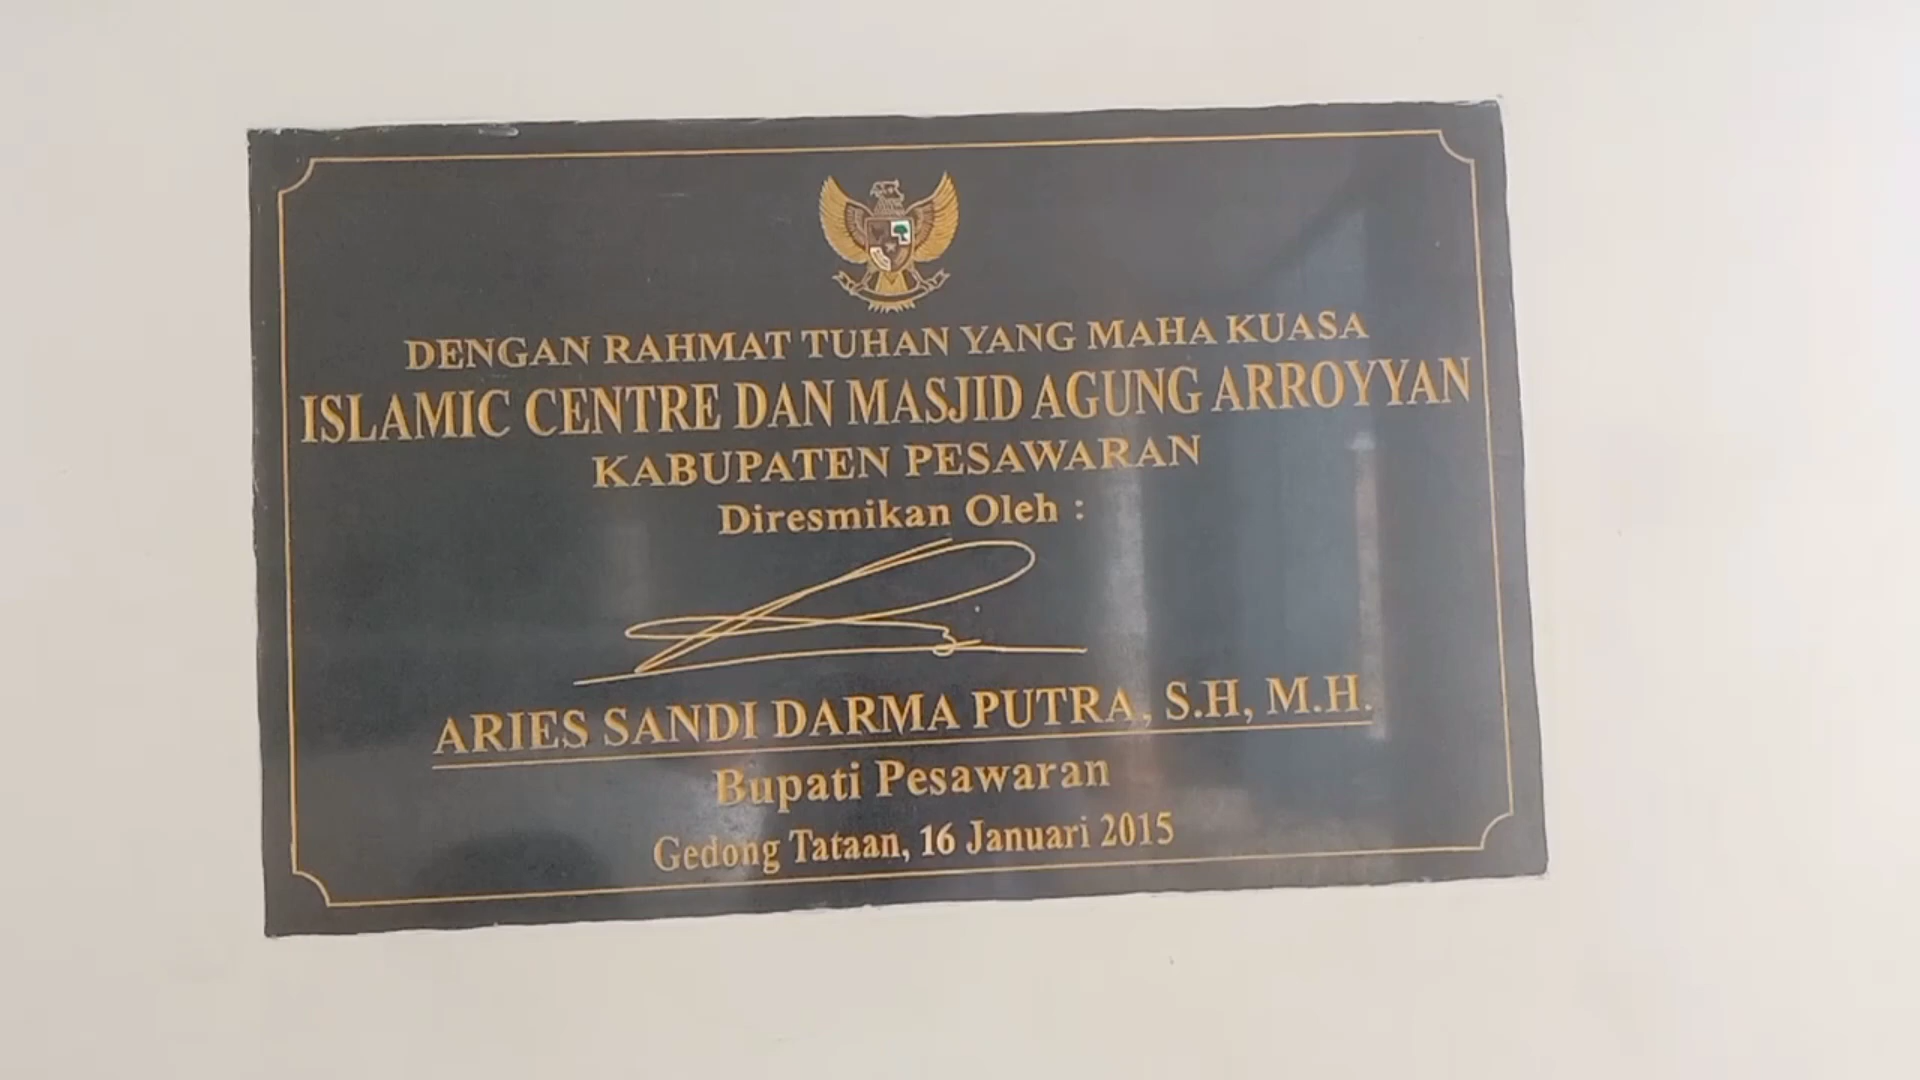 DENGAN RAHMAT TUHAN YANG MAHA KUASA
ISLAMIC CENTRE DAN MASJID AGUNG ARROYYAN
KABUPATEN PESAWARAN
Diresmikan Oleh :
ARIES SANDI DARMA PUTRA, S.H, M.H.
Bupati Pesawaran
Gedong Tataan, 16 Januari 2015